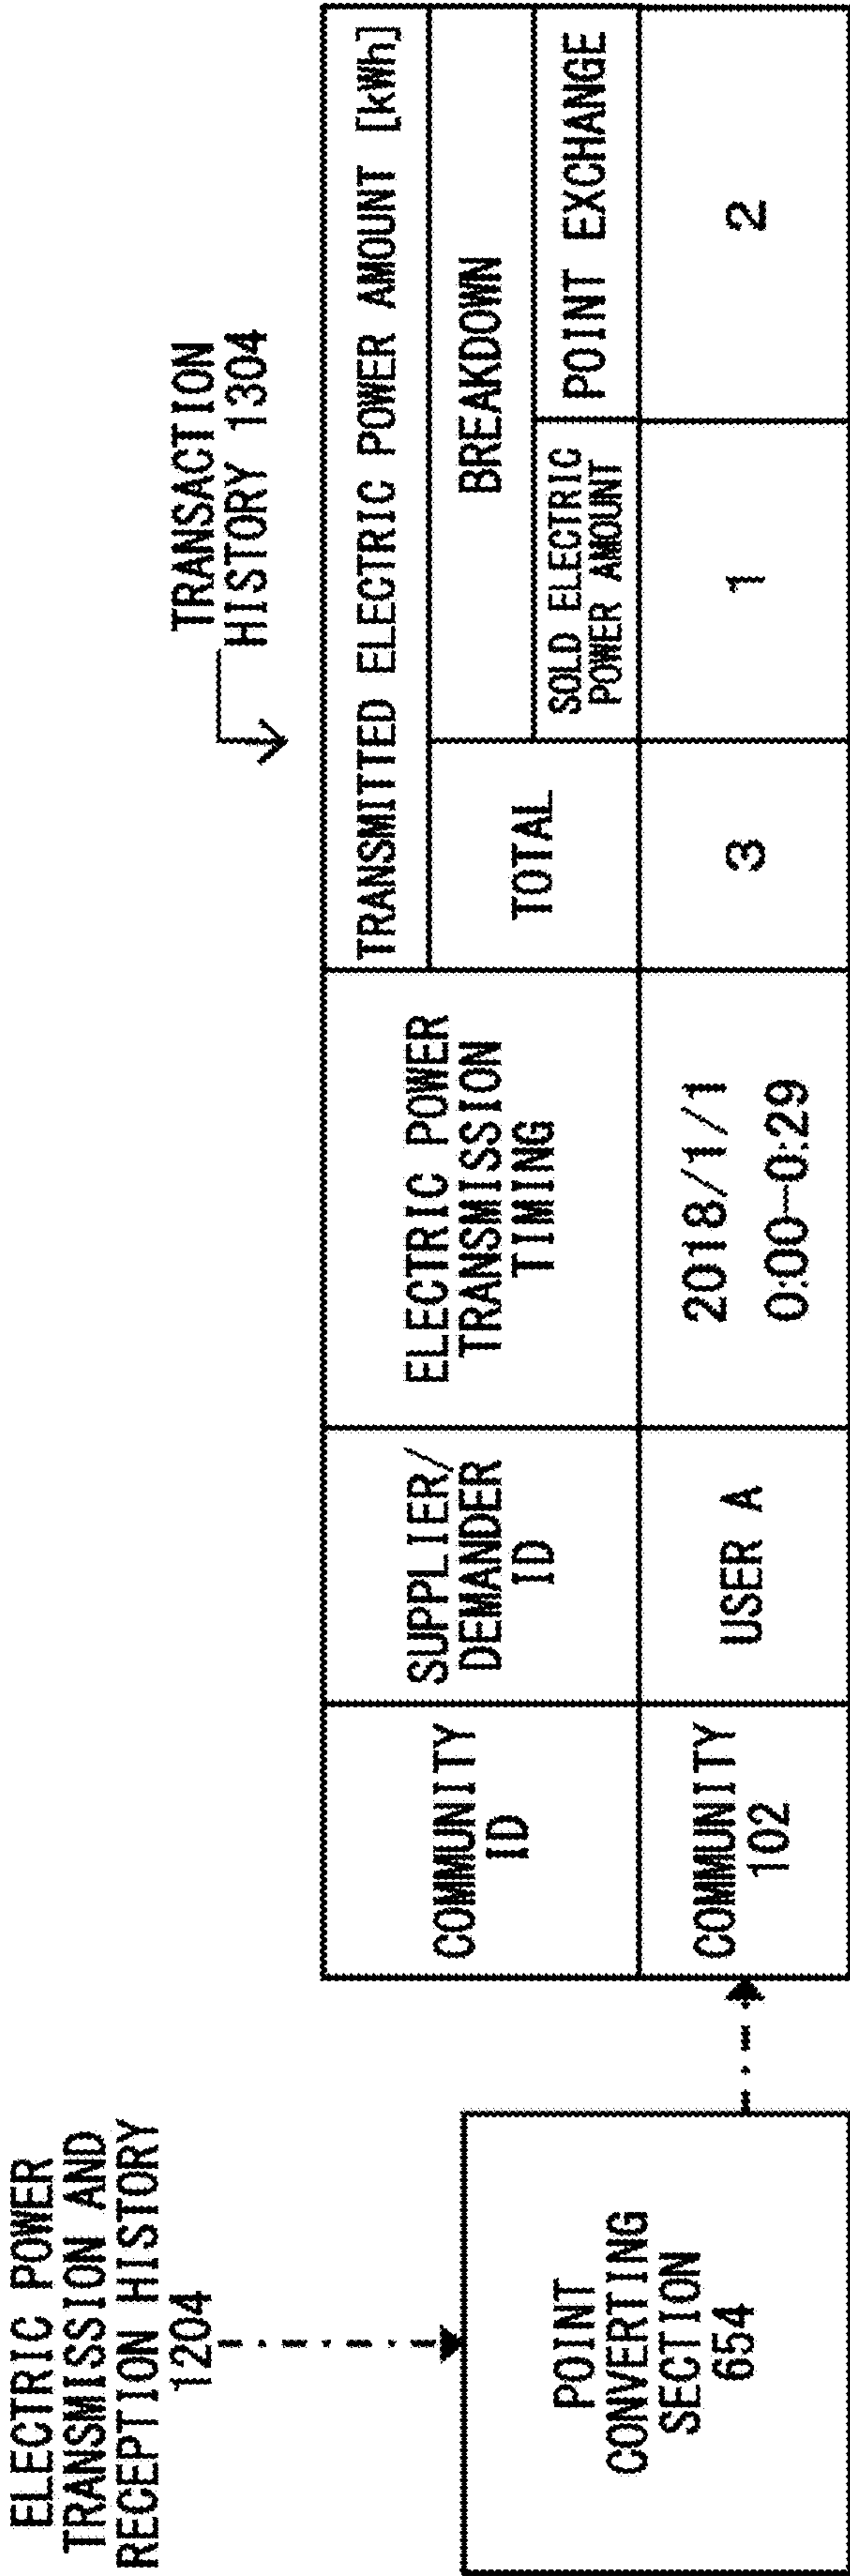 ELECTRIC POWER
TRANSMISSION AND
RECEPTION HISTORY
1204
POINT
CONVERTING
SECTION
654
TRANSACTION
HISTORY 1304
COMMUNITY
ID
SUPPLIER/
DEMANDER
ID
ELECTRIC POWER
TRANSMISSION
TIMING
TRANSMITTED ELECTRIC POWER AMOUNT [kWh]
TOTAL
BREAKDOWN
SOLD ELECTRIC
POWER AMOUNT
POINT EXCHANGE
COMMUNITY
102
USER A
2018/1/1
0:00-0:29
3
1
2